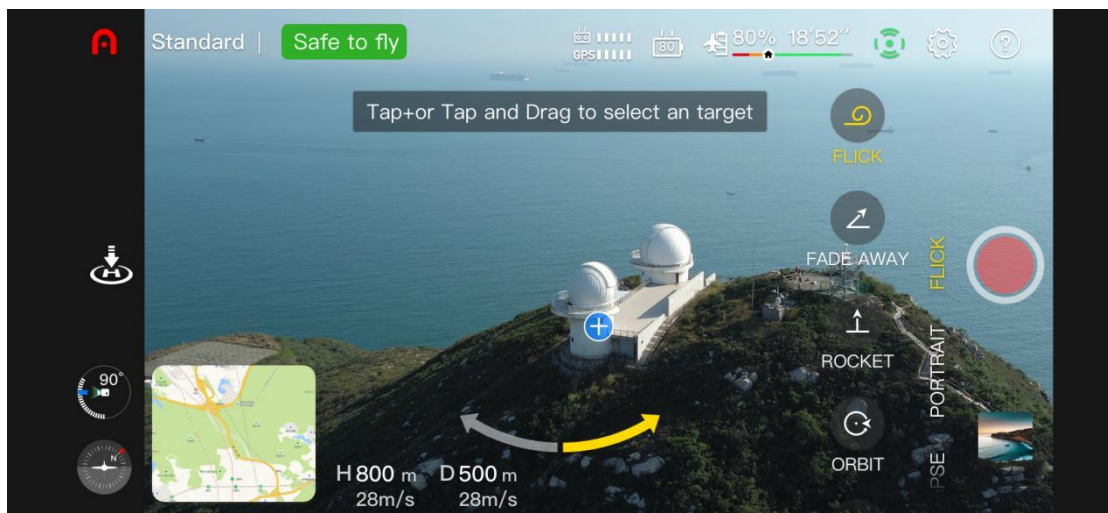 Standard | Safe to fly
GPS
80
80% 18′52″
Tap+or Tap and Drag to select an target
FLICK
FADE AWAY
ROCKET
ORBIT
FLICK
PORTRAIT
PSE
90°
N
H 800 m D 500 m
28m/s 28m/s
H